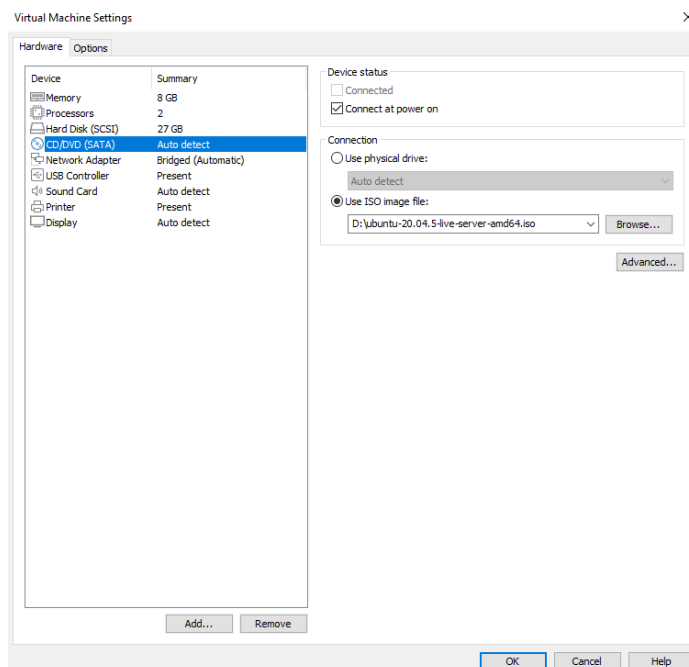 Virtual Machine Settings
Hardware Options
Device Summary
Memory 8 GB
Processors 2
Hard Disk (SCSI) 27 GB
CD/DVD (SATA) Auto detect
Network Adapter Bridged (Automatic)
USB Controller Present
Sound Card Auto detect
Printer Present
Display Auto detect
Add... Remove
Device status
Connected
Connect at power on
Connection
Use physical drive:
Auto detect
Use ISO image file:
D:\ubuntu-20.04.5-live-server-amd64.iso Browse...
Advanced...
OK Cancel Help